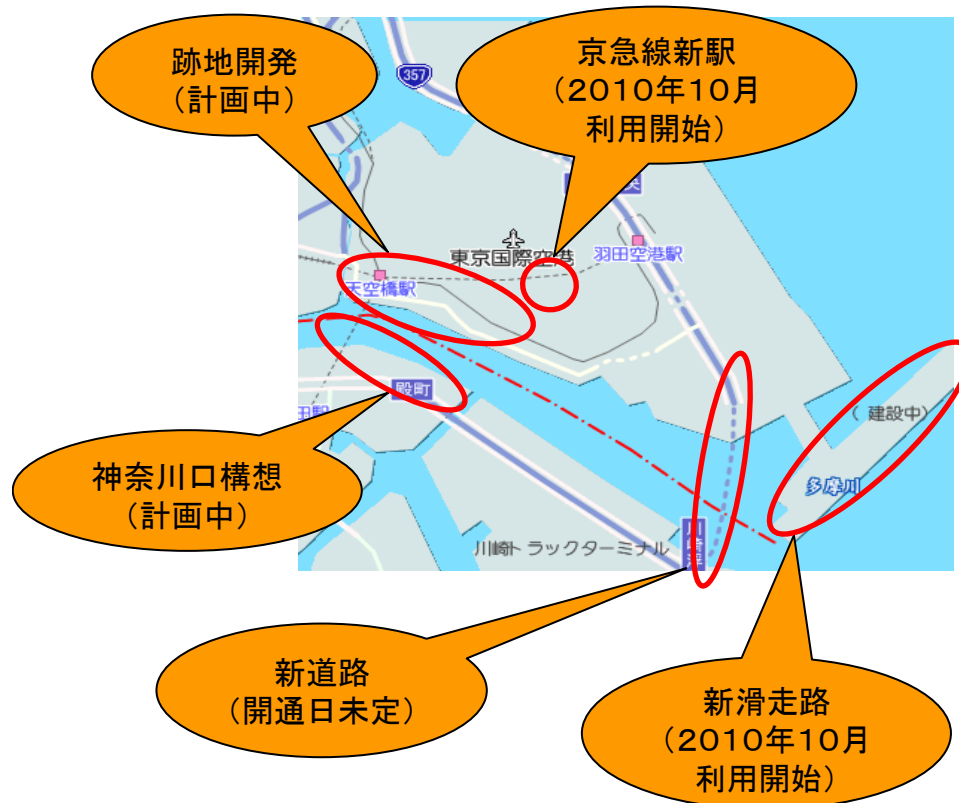 跡地開発
（計画中）
京急線新駅
（2010年10月
利用開始）
357
東京国際空港
羽田空港駅
天空橋駅
殿町
田駅
（ 建設中）
多摩川
神奈川口構想
（計画中）
川崎トラックターミナル
川崎
新道路
（開通日未定）
新滑走路
（2010年10月
利用開始）